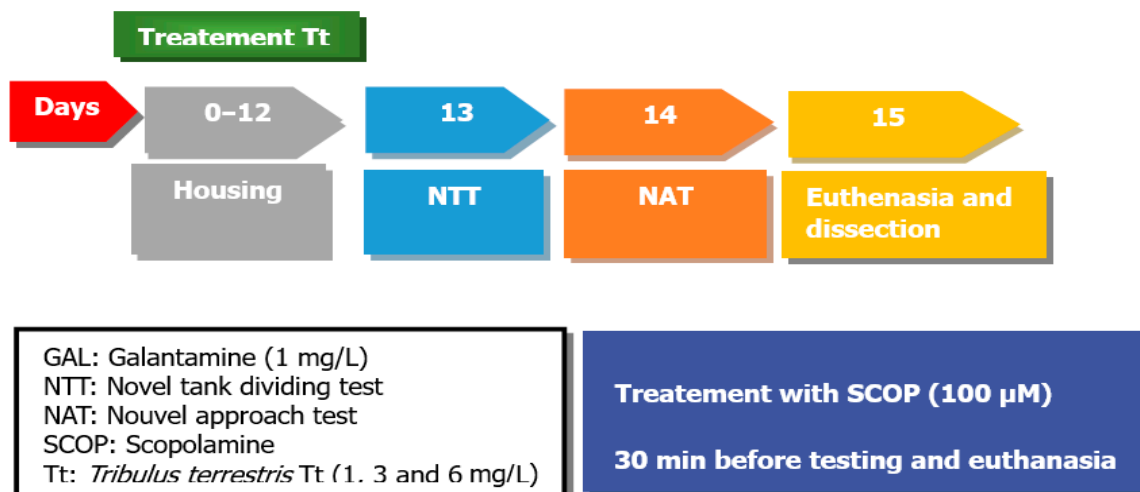 Treatement Tt
Days
0–12
13
14
15
Housing
NTT
NAT
Euthenasia and
dissection
GAL: Galantamine (1 mg/L)
NTT: Novel tank dividing test
NAT: Nouvel approach test
SCOP: Scopolamine
Tt: Tribulus terrestris Tt (1, 3 and 6 mg/L)
Treatement with SCOP (100 µM)
30 min before testing and euthanasia